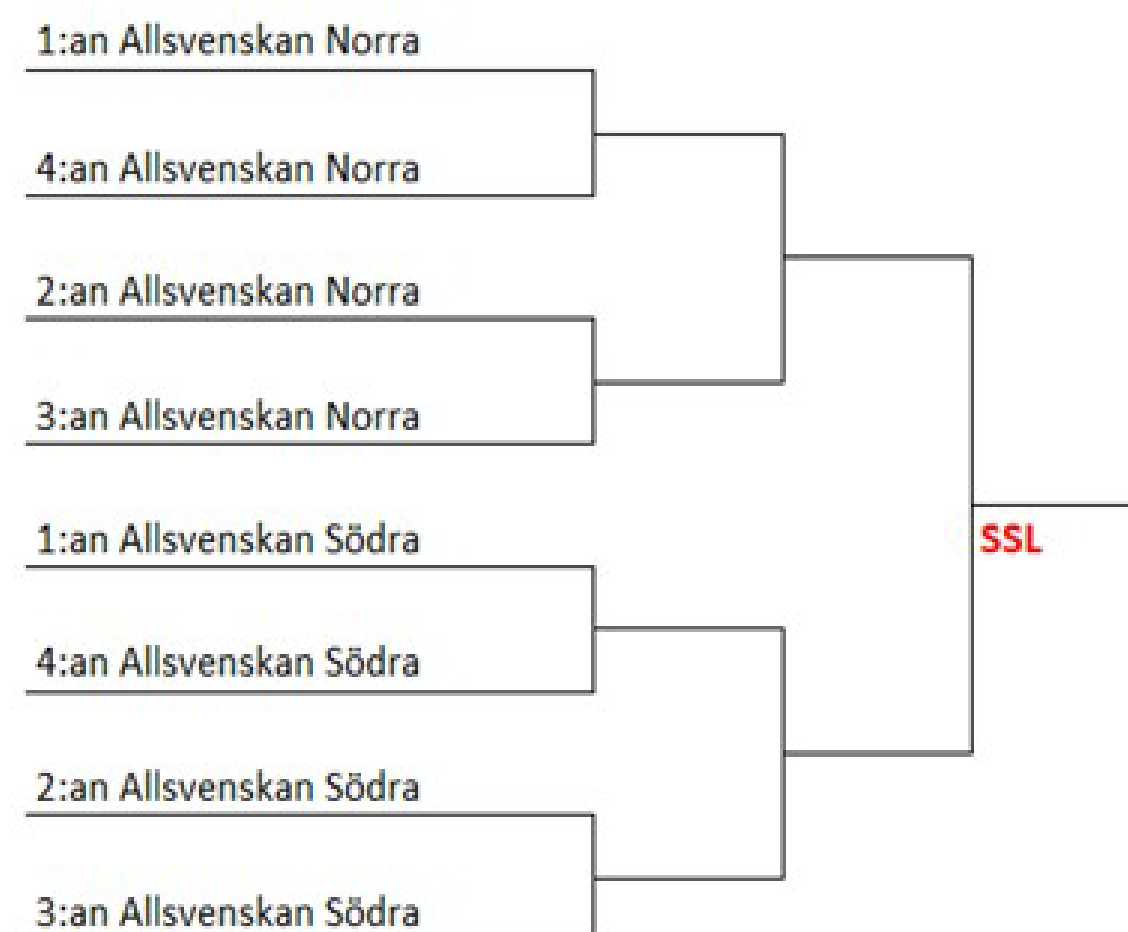 1:an Allsvenskan Norra
4:an Allsvenskan Norra
2:an Allsvenskan Norra
3:an Allsvenskan Norra
1:an Allsvenskan Södra
SSL
4:an Allsvenskan Södra
2:an Allsvenskan Södra
3:an Allsvenskan Södra